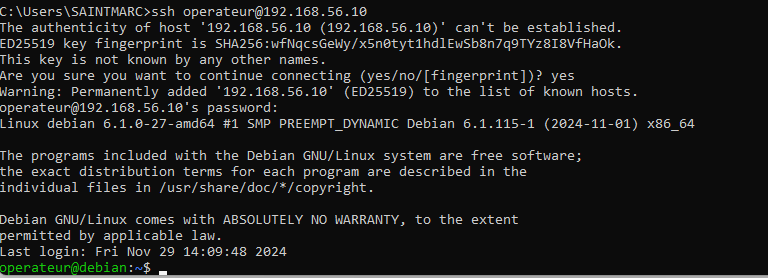 C:\Users\SAINTMARC>ssh operateur@192.168.56.10
The authenticity of host '192.168.56.10 (192.168.56.10)' can't be established.
ED25519 key fingerprint is SHA256:wfNqcsGeWy/x5n0tyt1hdlEwSb8n7q9TYz8I8VfHaOk.
This key is not known by any other names.
Are you sure you want to continue connecting (yes/no/[fingerprint])? yes
Warning: Permanently added '192.168.56.10' (ED25519) to the list of known hosts.
operateur@192.168.56.10's password:
Linux debian 6.1.0-27-amd64 #1 SMP PREEMPT_DYNAMIC Debian 6.1.115-1 (2024-11-01) x86_64

The programs included with the Debian GNU/Linux system are free software;
the exact distribution terms for each program are described in the
individual files in /usr/share/doc/*/copyright.

Debian GNU/Linux comes with ABSOLUTELY NO WARRANTY, to the extent
permitted by applicable law.
Last login: Fri Nov 29 14:09:48 2024
operateur@debian:~$